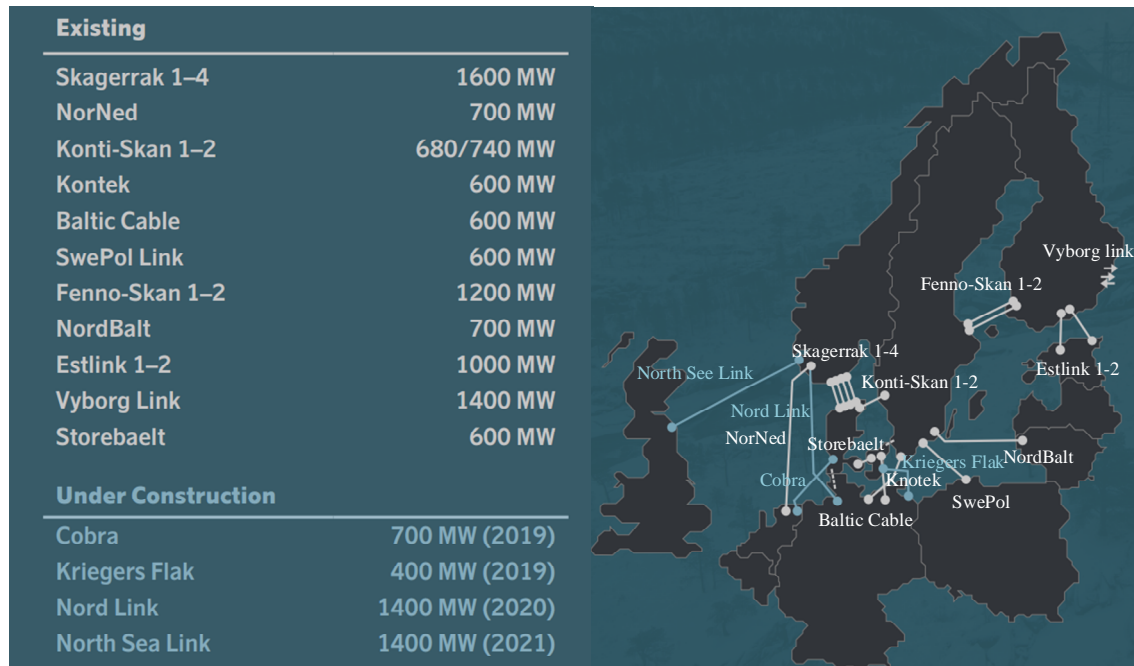 Existing
Skagerrak 1–4 1600 MW
NorNed 700 MW
Konti-Skan 1–2 680/740 MW
Kontek 600 MW
Baltic Cable 600 MW
SwePol Link 600 MW
Fenno-Skan 1–2 1200 MW
NordBalt 700 MW
Estlink 1–2 1000 MW
Vyborg Link 1400 MW
Storebaelt 600 MW
Under Construction
Cobra 700 MW (2019)
Kriegers Flak 400 MW (2019)
Nord Link 1400 MW (2020)
North Sea Link 1400 MW (2021)
Vyborg link
Fenno-Skan 1-2
Skagerrak 1-4
Estlink 1-2
North See Link
Konti-Skan 1-2
Nord Link
NorNed
Storebaelt
Kriegers Flak
NordBalt
Cobra
Knotek
SwePol
Baltic Cable